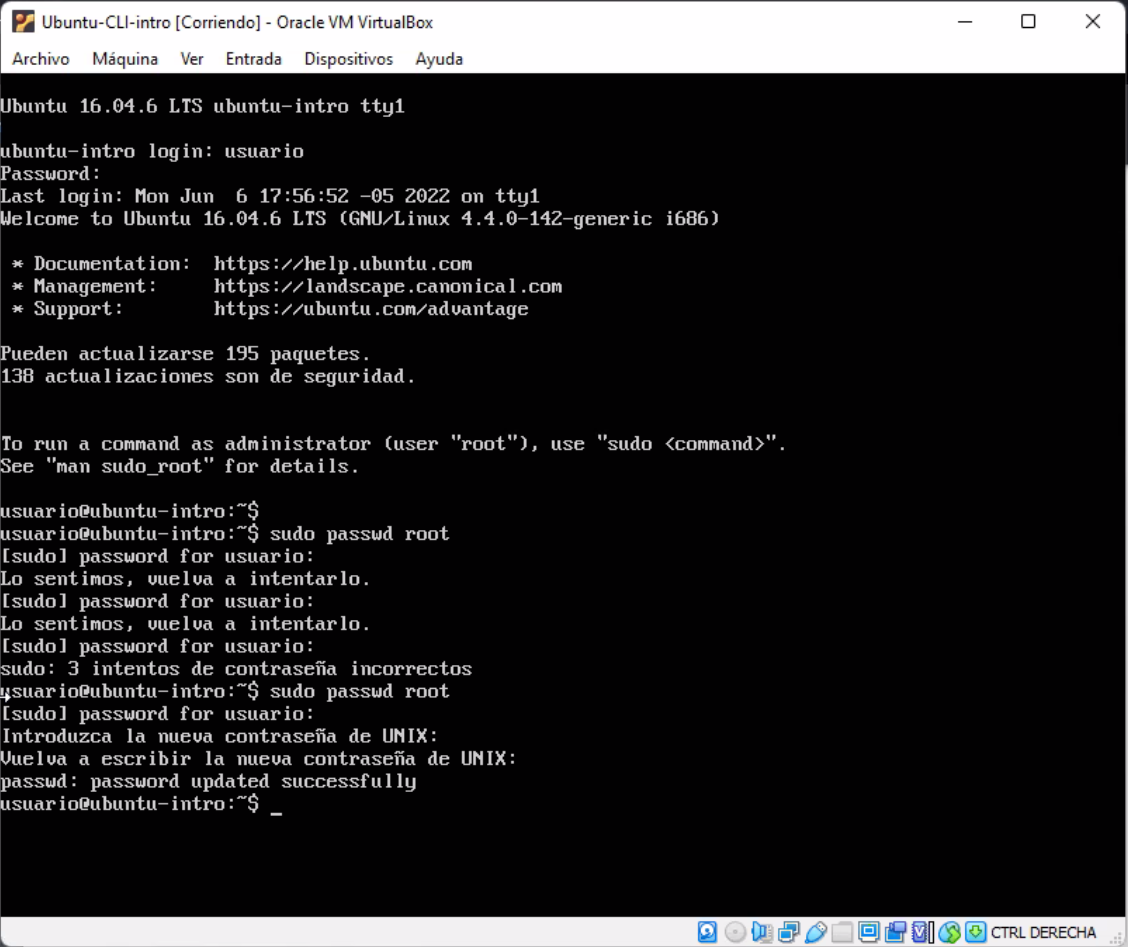 Ubuntu-CLI-intro [Corriendo] - Oracle VM VirtualBox
Archivo Máquina Ver Entrada Dispositivos Ayuda
Ubuntu 16.04.6 LTS ubuntu-intro tty1
ubuntu-intro login: usuario
Password:
Last login: Mon Jun  6 17:56:52 -05 2022 on tty1
Welcome to Ubuntu 16.04.6 LTS (GNU/Linux 4.4.0-142-generic i686)
* Documentation:  https://help.ubuntu.com
* Management:     https://landscape.canonical.com
* Support:        https://ubuntu.com/advantage
Pueden actualizarse 195 paquetes.
138 actualizaciones son de seguridad.
To run a command as administrator (user "root"), use "sudo <command>".
See "man sudo_root" for details.
usuario@ubuntu-intro:~$
usuario@ubuntu-intro:~$ sudo passwd root
[sudo] password for usuario:
Lo sentimos, vuelva a intentarlo.
[sudo] password for usuario:
Lo sentimos, vuelva a intentarlo.
[sudo] password for usuario:
sudo: 3 intentos de contraseña incorrectos
usuario@ubuntu-intro:~$ sudo passwd root
[sudo] password for usuario:
Introduzca la nueva contraseña de UNIX:
Vuelva a escribir la nueva contraseña de UNIX:
passwd: password updated successfully
usuario@ubuntu-intro:~$ _
CTRL DERECHA